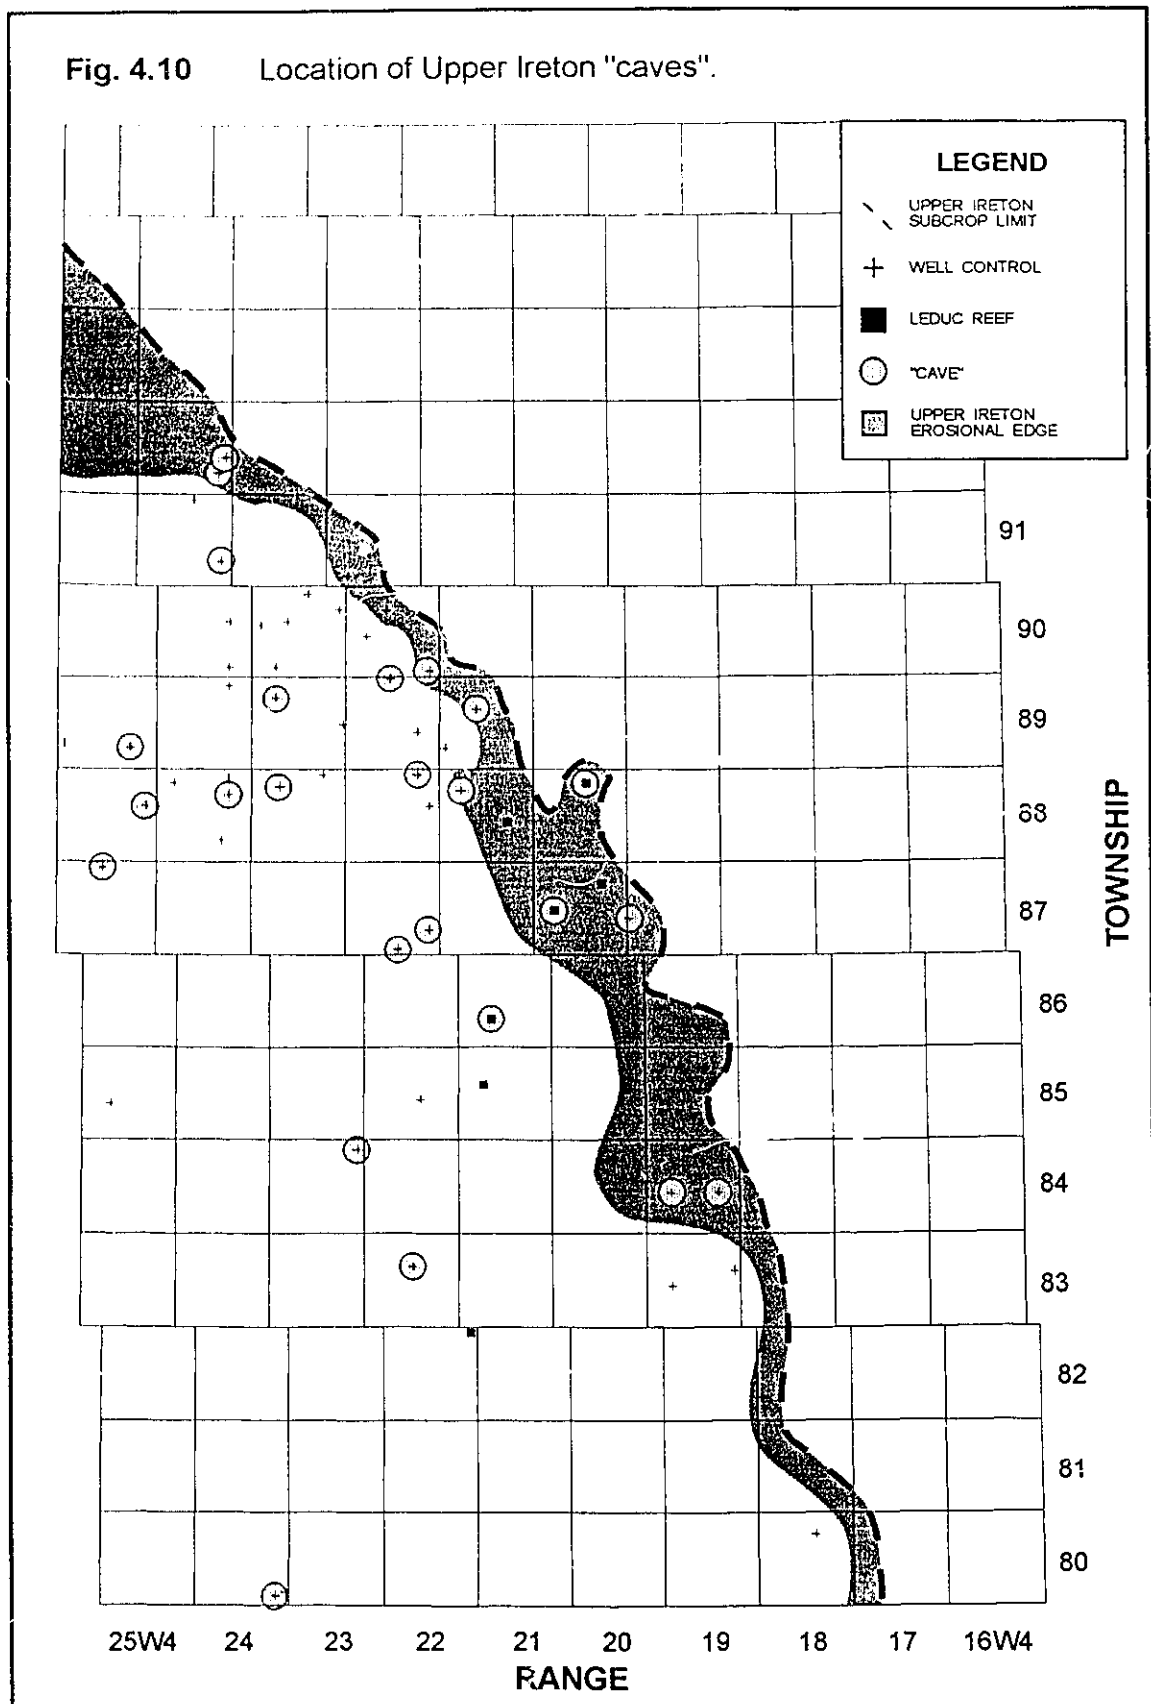 Fig. 4.10 Location of Upper Ireton "caves".
LEGEND
UPPER IRETON
SUBCROP LIMIT
WELL CONTROL
LEDUC REEF
"CAVE"
UPPER IRETON
EROSIONAL EDGE
91
90
89
88
87
86
85
84
83
82
81
80
TOWNSHIP
25W4 24 23 22 21 20 19 18 17 16W4
RANGE